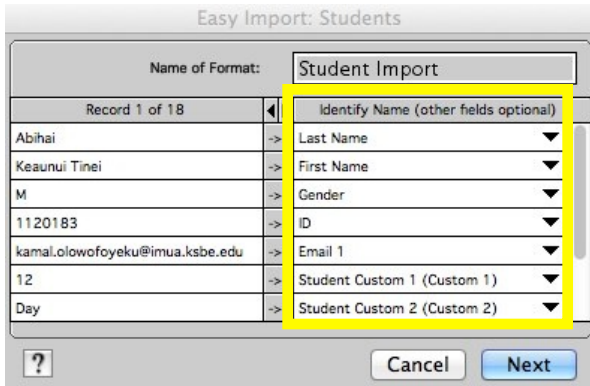 Easy Import: Students
Name of Format: Student Import
Record 1 of 18 Identify Name (other fields optional)
Abihai -> Last Name
Keaunui Tinei -> First Name
M -> Gender
1120183 -> ID
kamal.olowofoyeku@imua.ksbe.edu -> Email 1
12 -> Student Custom 1 (Custom 1)
Day -> Student Custom 2 (Custom 2)
? Cancel Next